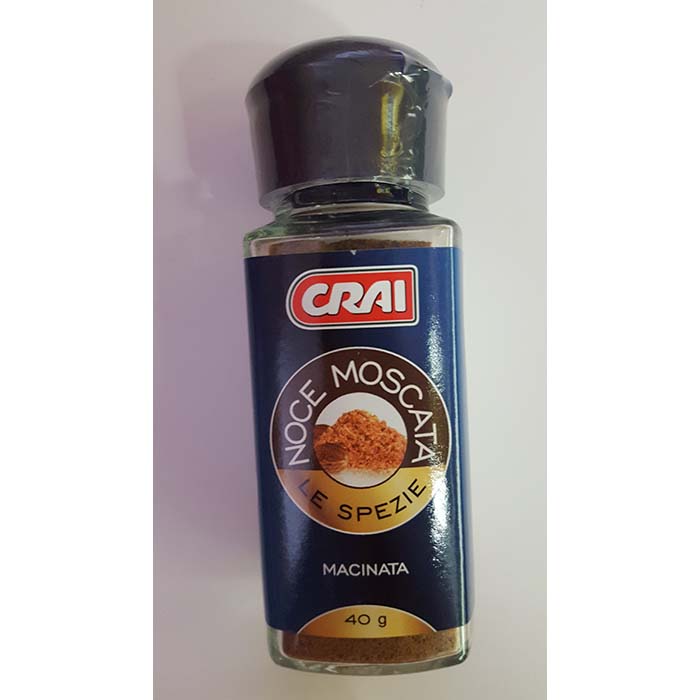 CRAI
NOCE MOSCATA
LE SPEZIE
MACINATA
40 g